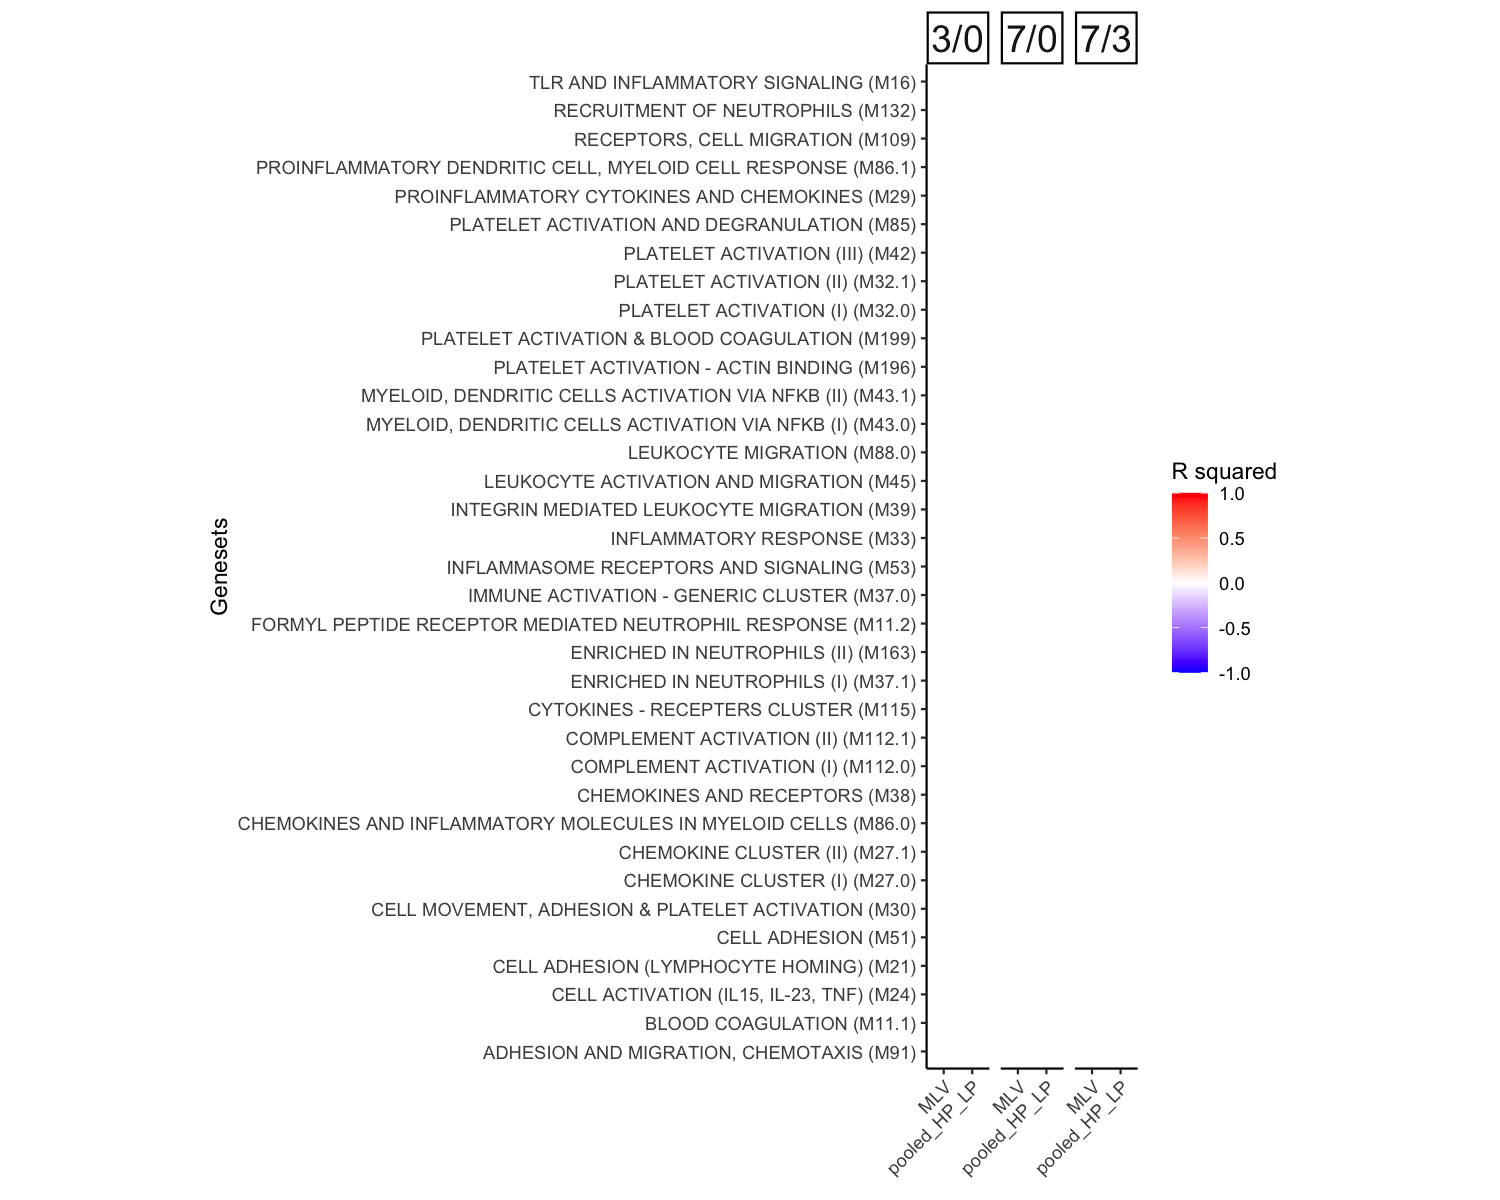 3/0 7/0 7/3
TLR AND INFLAMMATORY SIGNALING (M16)
RECRUITMENT OF NEUTROPHILS (M132)
RECEPTORS, CELL MIGRATION (M109)
PROINFLAMMATORY DENDRITIC CELL, MYELOID CELL RESPONSE (M86.1)
PROINFLAMMATORY CYTOKINES AND CHEMOKINES (M29)
PLATELET ACTIVATION AND DEGRANULATION (M85)
PLATELET ACTIVATION (III) (M42)
PLATELET ACTIVATION (II) (M32.1)
PLATELET ACTIVATION (I) (M32.0)
PLATELET ACTIVATION & BLOOD COAGULATION (M199)
PLATELET ACTIVATION - ACTIN BINDING (M196)
MYELOID, DENDRITIC CELLS ACTIVATION VIA NFKB (II) (M43.1)
MYELOID, DENDRITIC CELLS ACTIVATION VIA NFKB (I) (M43.0)
LEUKOCYTE MIGRATION (M88.0)
LEUKOCYTE ACTIVATION AND MIGRATION (M45)
INTEGRIN MEDIATED LEUKOCYTE MIGRATION (M39)
INFLAMMATORY RESPONSE (M33)
INFLAMMASOME RECEPTORS AND SIGNALING (M53)
IMMUNE ACTIVATION - GENERIC CLUSTER (M37.0)
FORMYL PEPTIDE RECEPTOR MEDIATED NEUTROPHIL RESPONSE (M11.2)
ENRICHED IN NEUTROPHILS (II) (M163)
ENRICHED IN NEUTROPHILS (I) (M37.1)
CYTOKINES - RECEPTERS CLUSTER (M115)
COMPLEMENT ACTIVATION (II) (M112.1)
COMPLEMENT ACTIVATION (I) (M112.0)
CHEMOKINES AND RECEPTORS (M38)
CHEMOKINES AND INFLAMMATORY MOLECULES IN MYELOID CELLS (M86.0)
CHEMOKINE CLUSTER (II) (M27.1)
CHEMOKINE CLUSTER (I) (M27.0)
CELL MOVEMENT, ADHESION & PLATELET ACTIVATION (M30)
CELL ADHESION (M51)
CELL ADHESION (LYMPHOCYTE HOMING) (M21)
CELL ACTIVATION (IL15, IL-23, TNF) (M24)
BLOOD COAGULATION (M11.1)
ADHESION AND MIGRATION, CHEMOTAXIS (M91)
Genesets
MLV
pooled_HP_LP
MLV
pooled_HP_LP
MLV
pooled_HP_LP
R squared
1.0
0.5
0.0
-0.5
-1.0